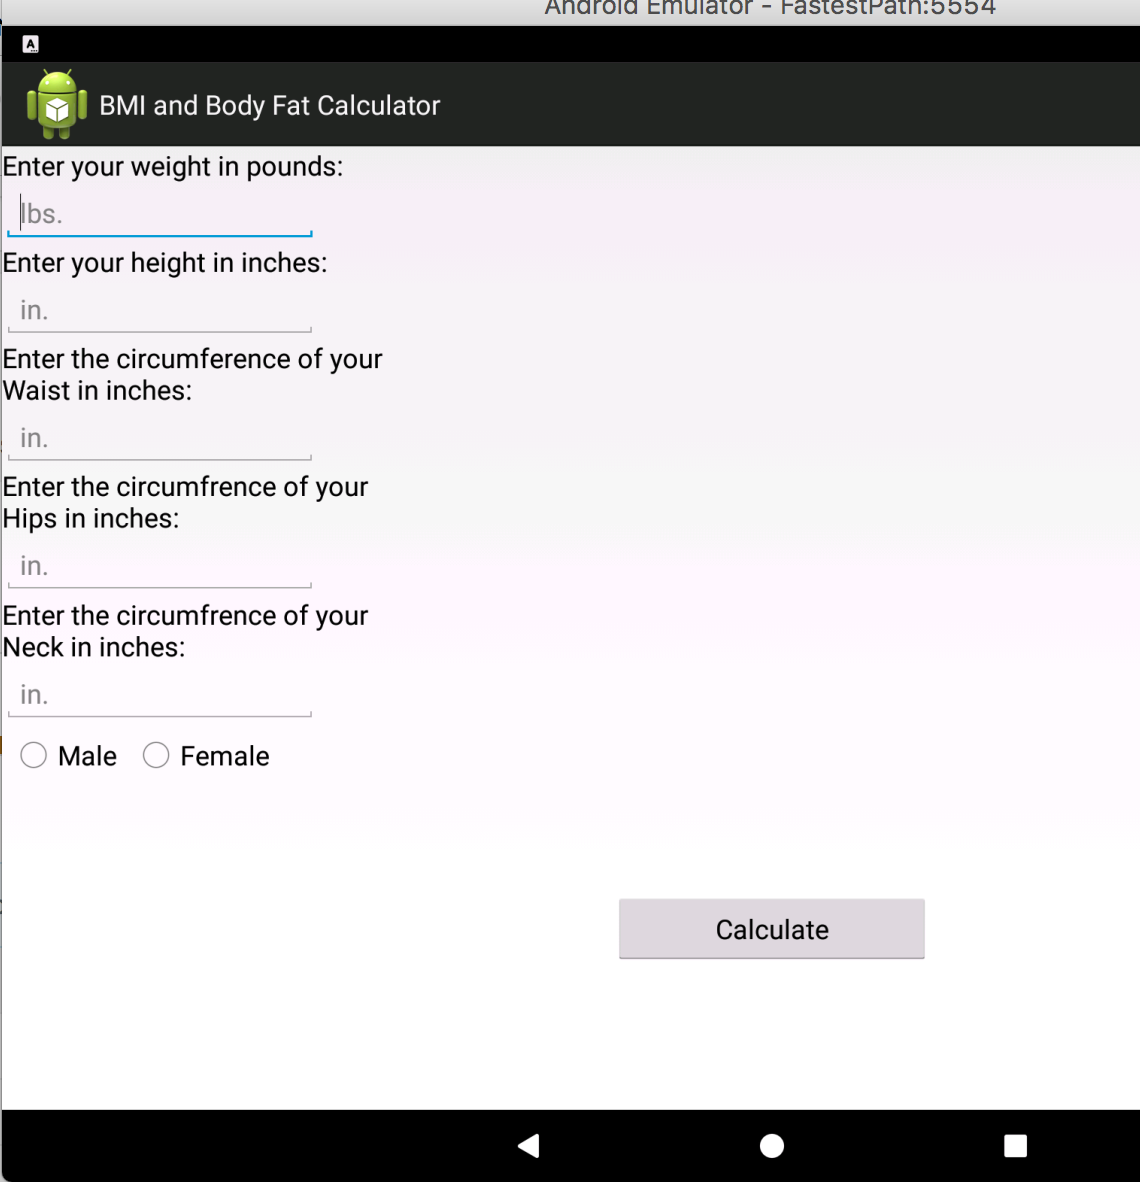 Android Emulator - FastestPath:5554
A
BMI and Body Fat Calculator
Enter your weight in pounds:
lbs.
Enter your height in inches:
in.
Enter the circumference of your
Waist in inches:
in.
Enter the circumfrence of your
Hips in inches:
in.
Enter the circumfrence of your
Neck in inches:
in.
Male Female
Calculate